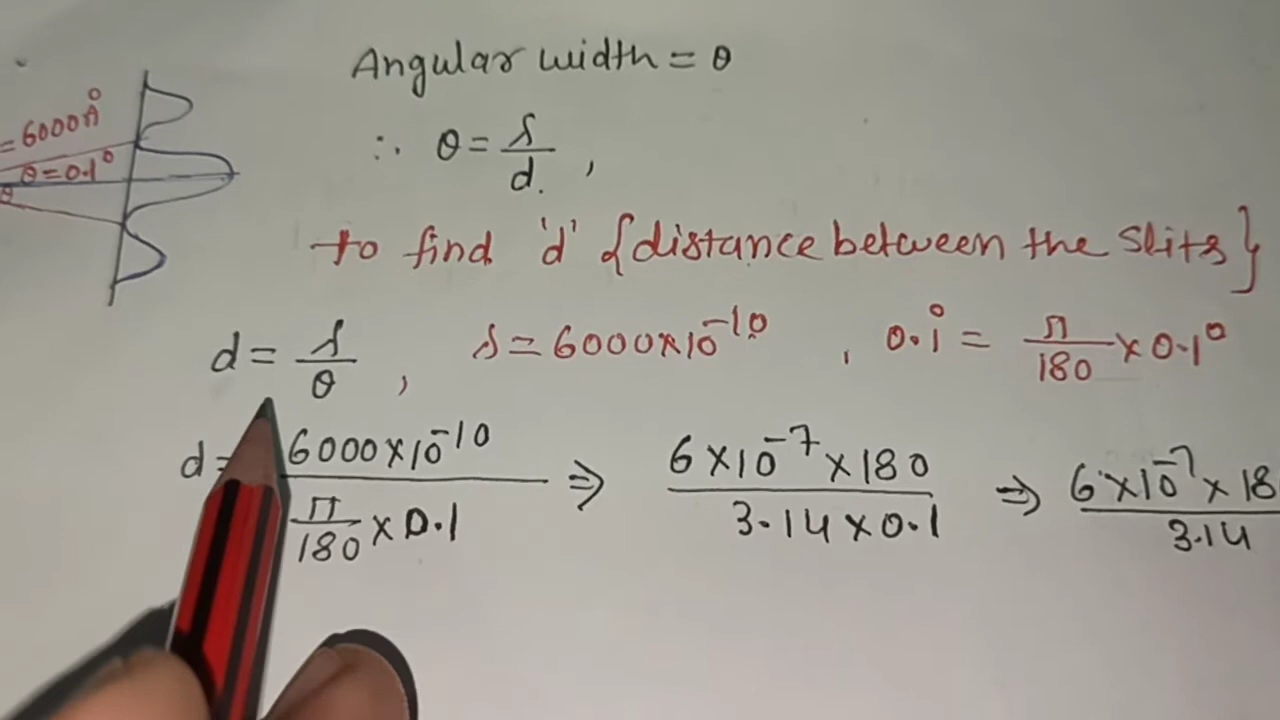 Angular width = θ
= 6000 Å
θ = 0.1°
θ
∴ θ = λ/d ,
to find 'd' {distance between the slits}
d = λ/θ , λ = 6000×10⁻¹⁰ , 0.1° = π/180 × 0.1°
d = 6000×10⁻¹⁰ / (π/180 × 0.1) ⇒ 6×10⁻⁷×180 / 3.14×0.1 ⇒ 6×10⁻⁷×18 / 3.14